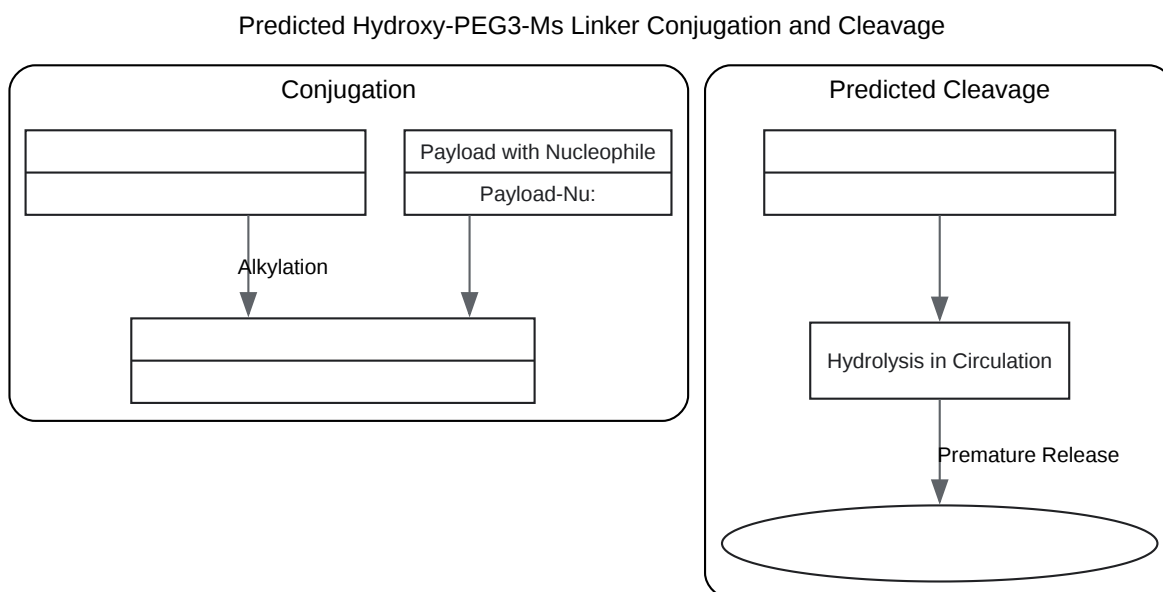 Predicted Hydroxy-PEG3-Ms Linker Conjugation and Cleavage
Conjugation
Payload with Nucleophile
Payload-Nu:
Alkylation
Predicted Cleavage
Hydrolysis in Circulation
Premature Release